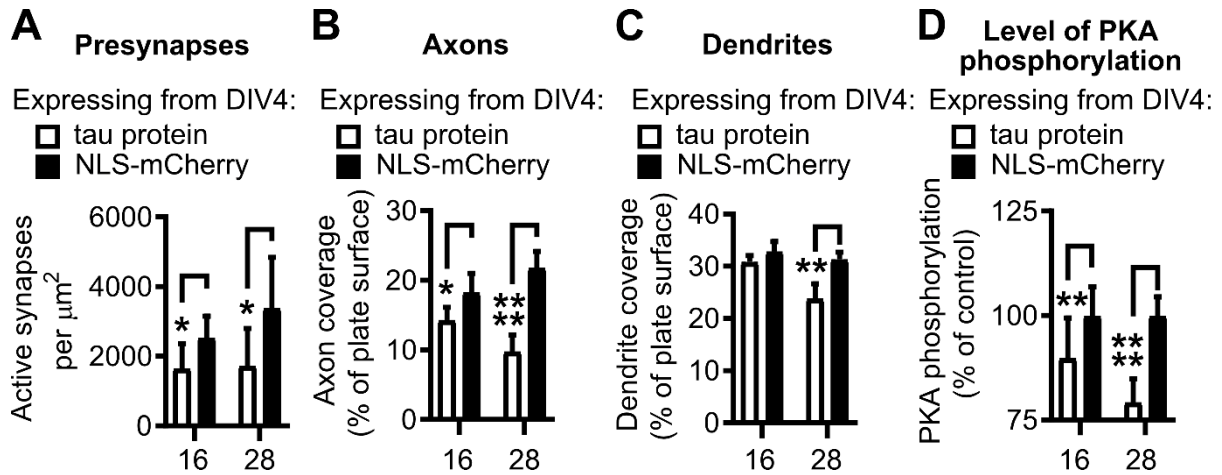 A
Presynapses
Expressing from DIV4:
tau protein
NLS-mCherry
Active synapses
per μm²
6000
4000
2000
0
*
*
16
28
B
Axons
Expressing from DIV4:
tau protein
NLS-mCherry
Axon coverage
(% of plate surface)
30
20
10
0
*
**
**
16
28
C
Dendrites
Expressing from DIV4:
tau protein
NLS-mCherry
Dendrite coverage
(% of plate surface)
40
30
20
10
0
**
16
28
D
Level of PKA
phosphorylation
Expressing from DIV4:
tau protein
NLS-mCherry
PKA phosphorylation
(% of control)
125
100
75
**
**
**
16
28